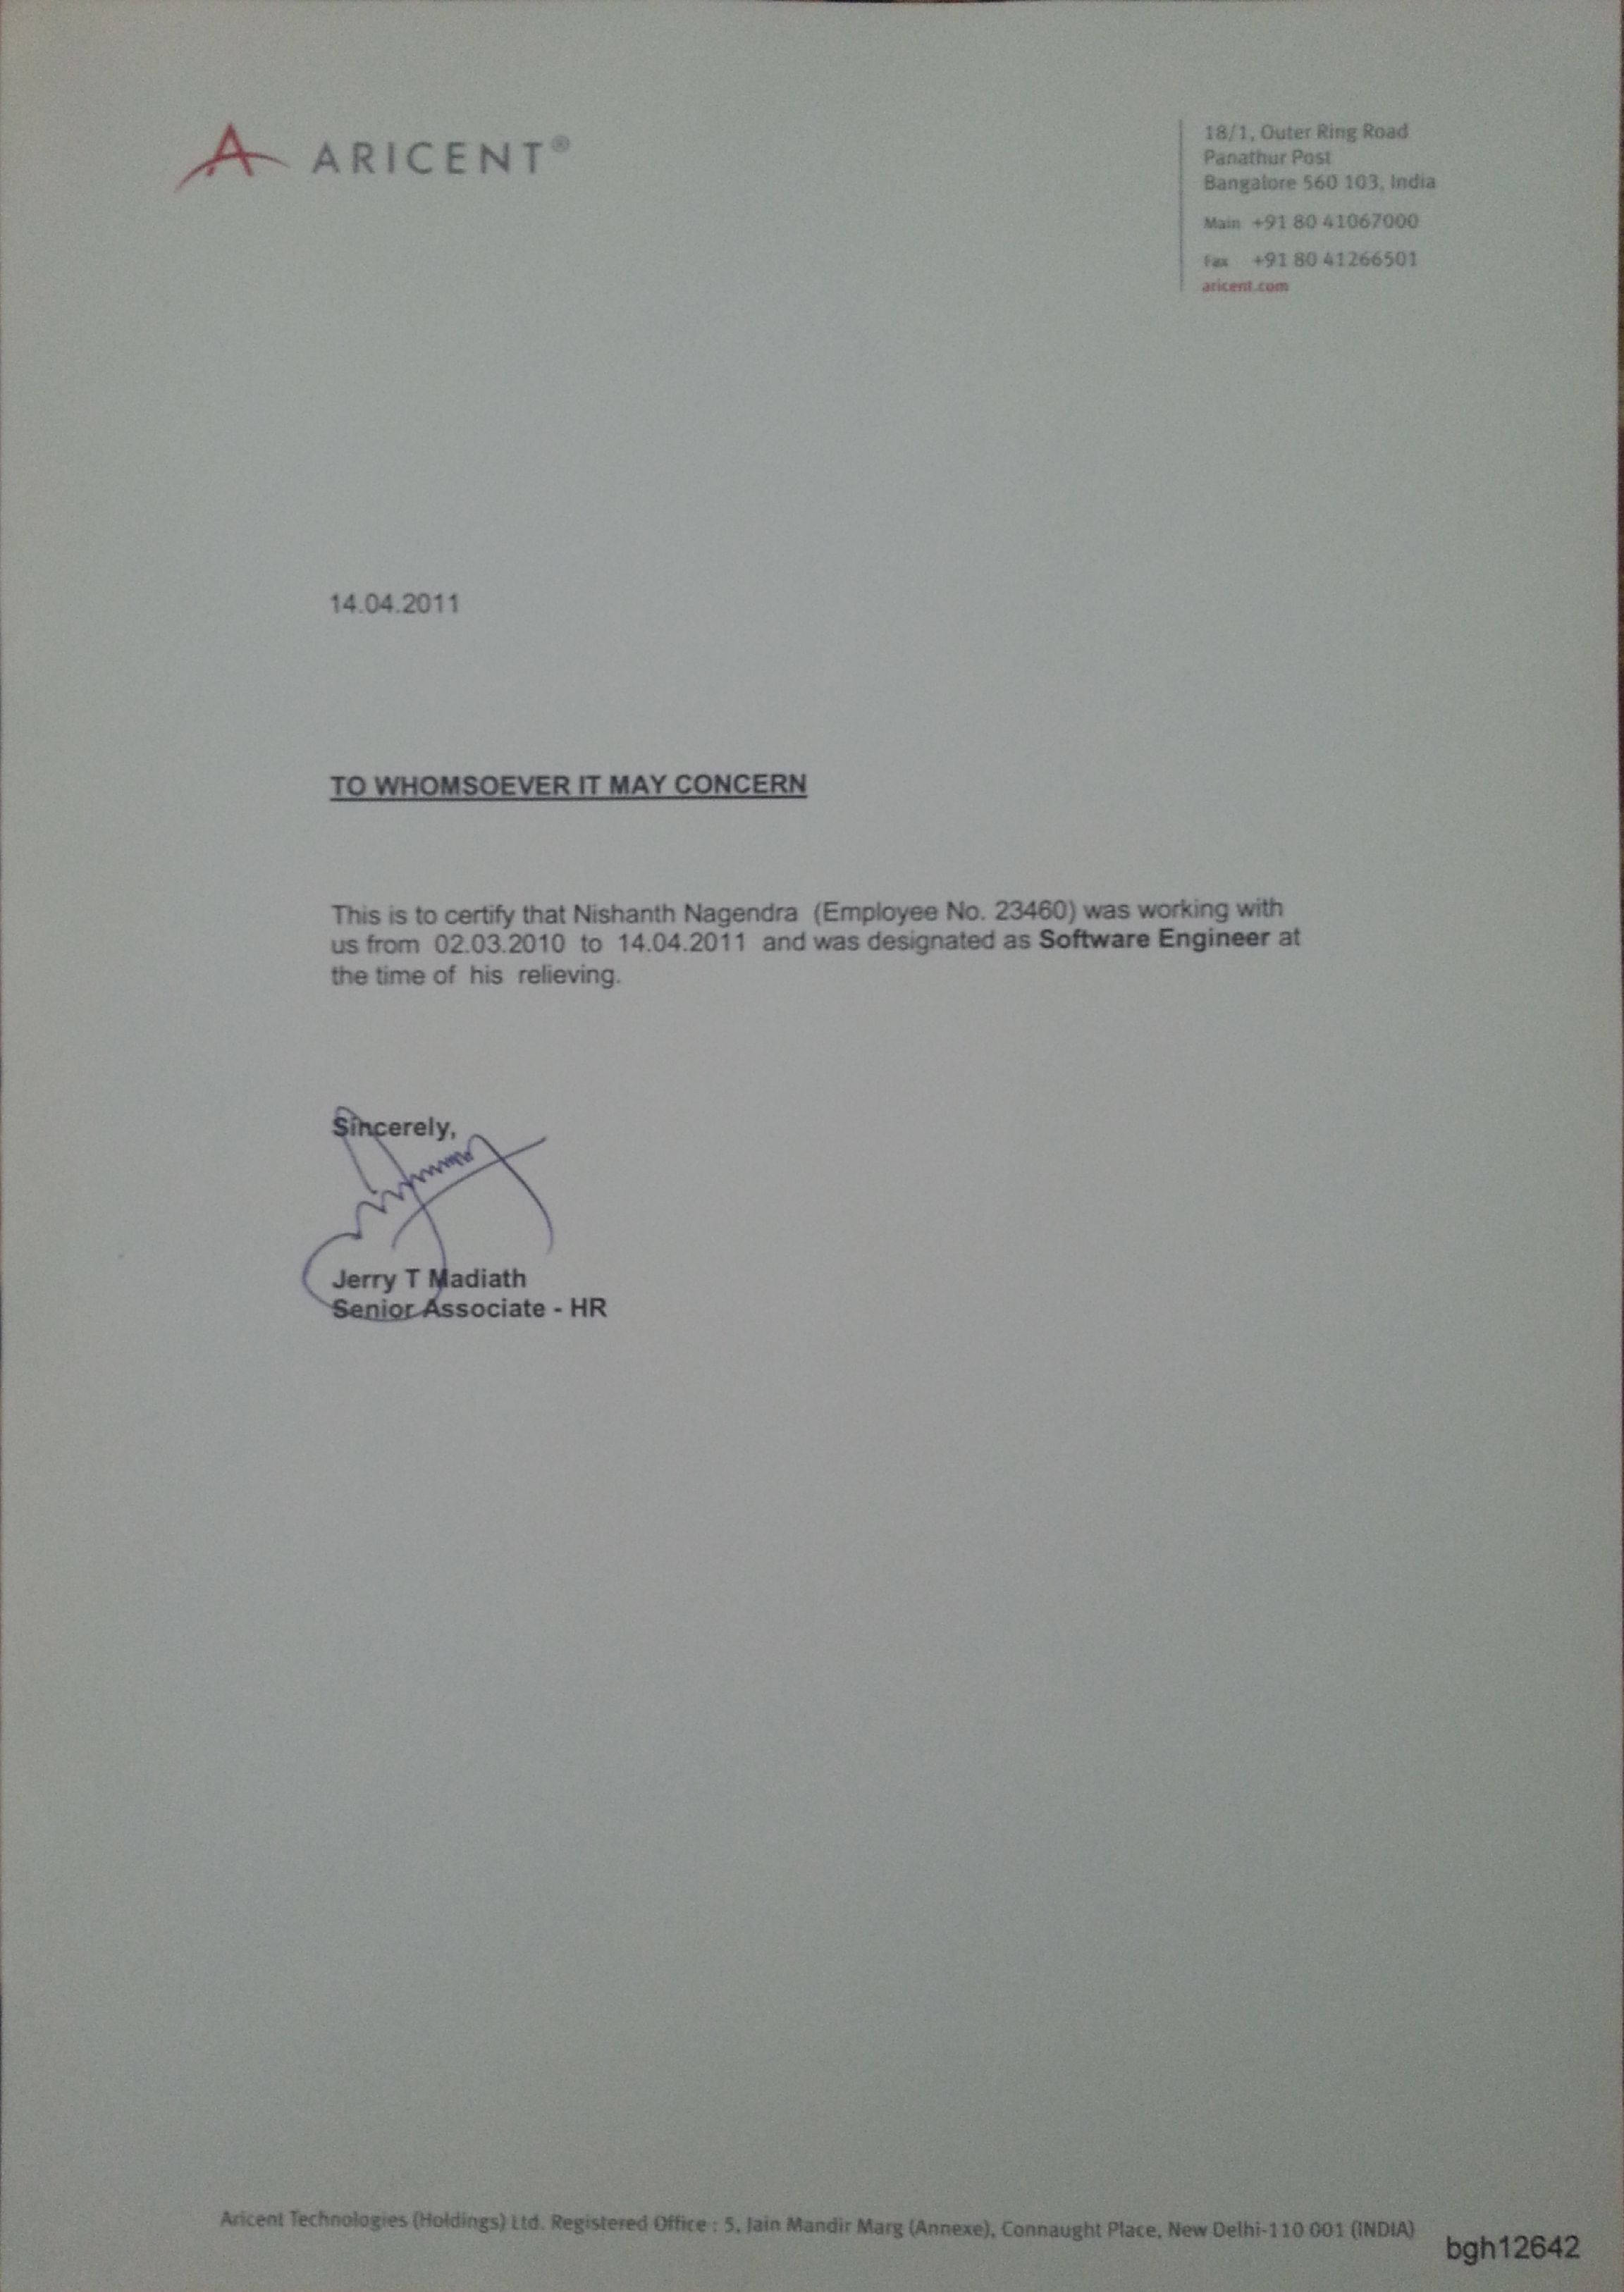 ARICENT®
18/1, Outer Ring Road
Panathur Post
Bangalore 560 103, India
Main +91 80 41067000
Fax +91 80 41266501
aricent.com
14.04.2011
TO WHOMSOEVER IT MAY CONCERN
This is to certify that Nishanth Nagendra (Employee No. 23460) was working with
us from 02.03.2010 to 14.04.2011 and was designated as Software Engineer at
the time of his relieving.
Sincerely,
Jerry T Madiath
Senior Associate - HR
Aricent Technologies (Holdings) Ltd. Registered Office : 5, Jain Mandir Marg (Annexe), Connaught Place, New Delhi-110 001 (INDIA)
bgh12642